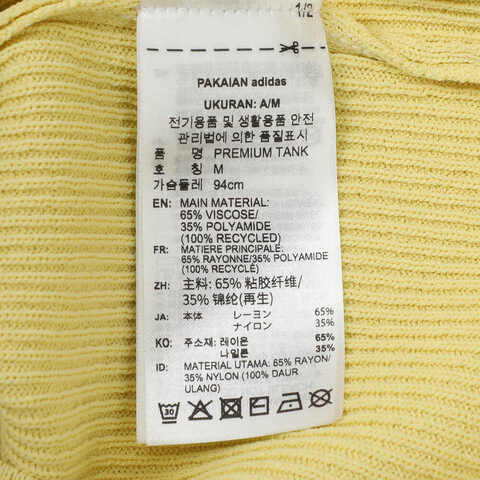 1/2
PAKAIAN adidas
UKURAN: A/M
전기용품 및 생활용품 안전
관리법에 의한 품질표시
품 명 PREMIUM TANK
호 칭 M
가슴둘레 94cm
EN: MAIN MATERIAL:
65% VISCOSE/
35% POLYAMIDE
(100% RECYCLED)
FR: MATIERE PRINCIPALE:
65% RAYONNE/35% POLYAMIDE
(100% RECYCLÉ)
ZH: 主料: 65% 粘胶纤维/
35% 锦纶(再生)
JA: 本体 レーヨン 65%
ナイロン 35%
KO: 주소재: 레이온 65%
나일론 35%
ID: MATERIAL UTAMA: 65% RAYON/
35% NYLON (100% DAUR
ULANG)
30